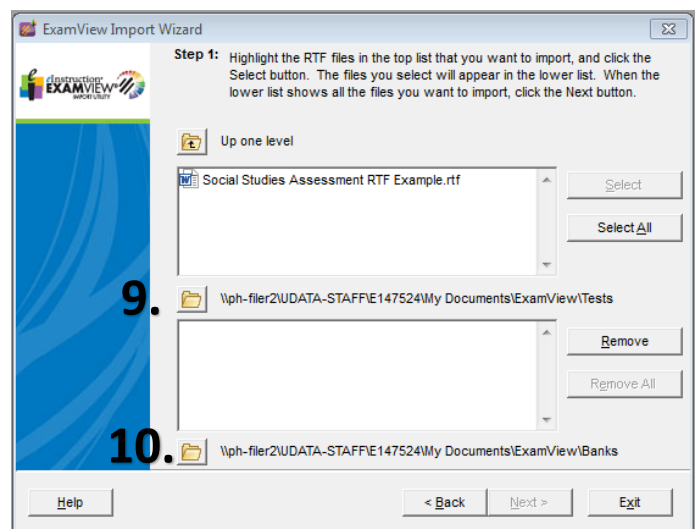 ExamView Import Wizard
Step 1: Highlight the RTF files in the top list that you want to import, and click the
Select button. The files you select will appear in the lower list. When the
lower list shows all the files you want to import, click the Next button.
eInstruction
EXAMVIEW®
IMPORT UTILITY
Up one level
Social Studies Assessment RTF Example.rtf
Select
Select All
9. \\ph-filer2\UDATA-STAFF\E147524\My Documents\ExamView\Tests
Remove
Remove All
10. \\ph-filer2\UDATA-STAFF\E147524\My Documents\ExamView\Banks
Help
< Back
Next >
Exit